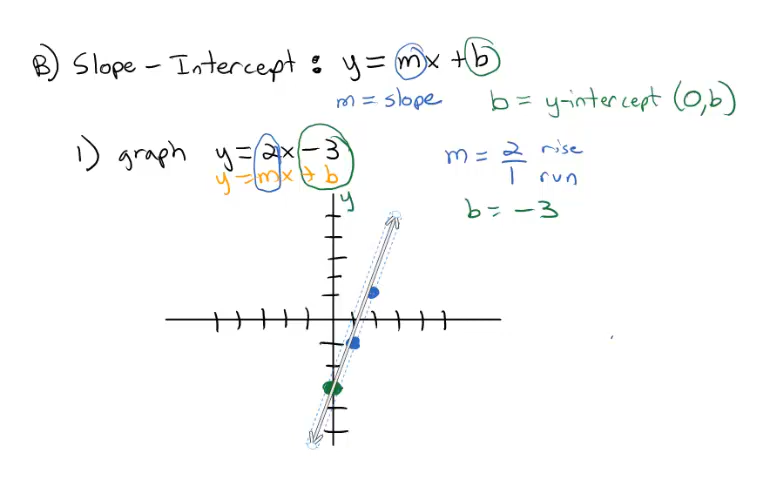 B) Slope - Intercept : y = mx + b
m = slope b = y-intercept (0,b)
1) graph y = 2x - 3 m = 2/1 rise run
y = mx + b
b = -3
y